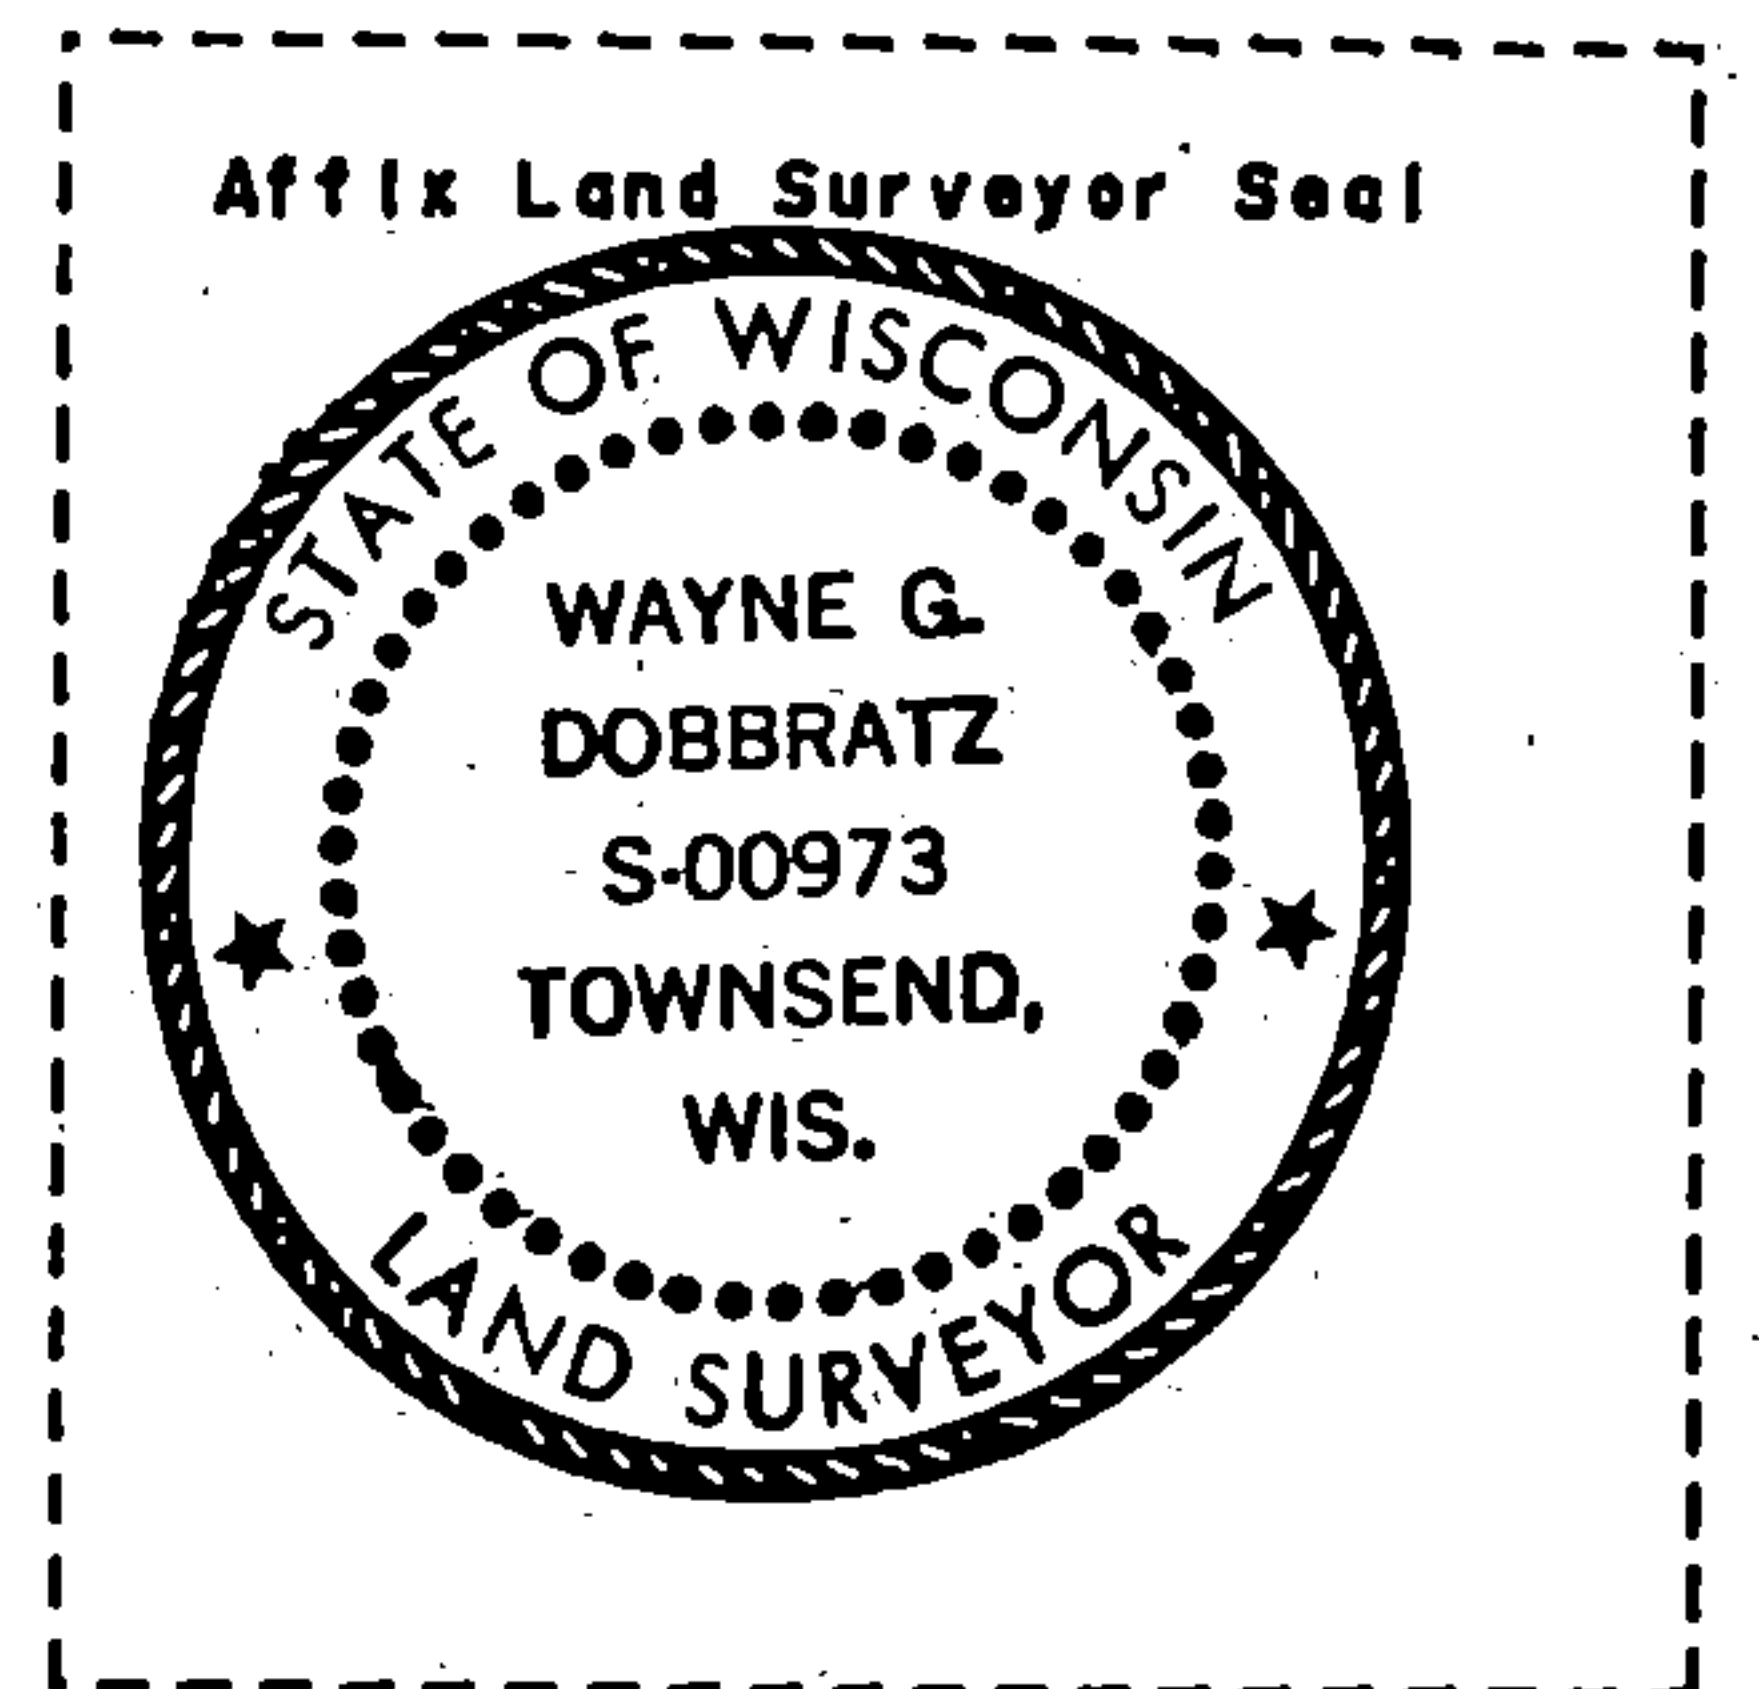 Affix Land Surveyor Seal
STATE OF WISCONSIN
WAYNE G.
DOBBRATZ
S-00973
TOWNSEND,
WIS.
LAND SURVEYOR